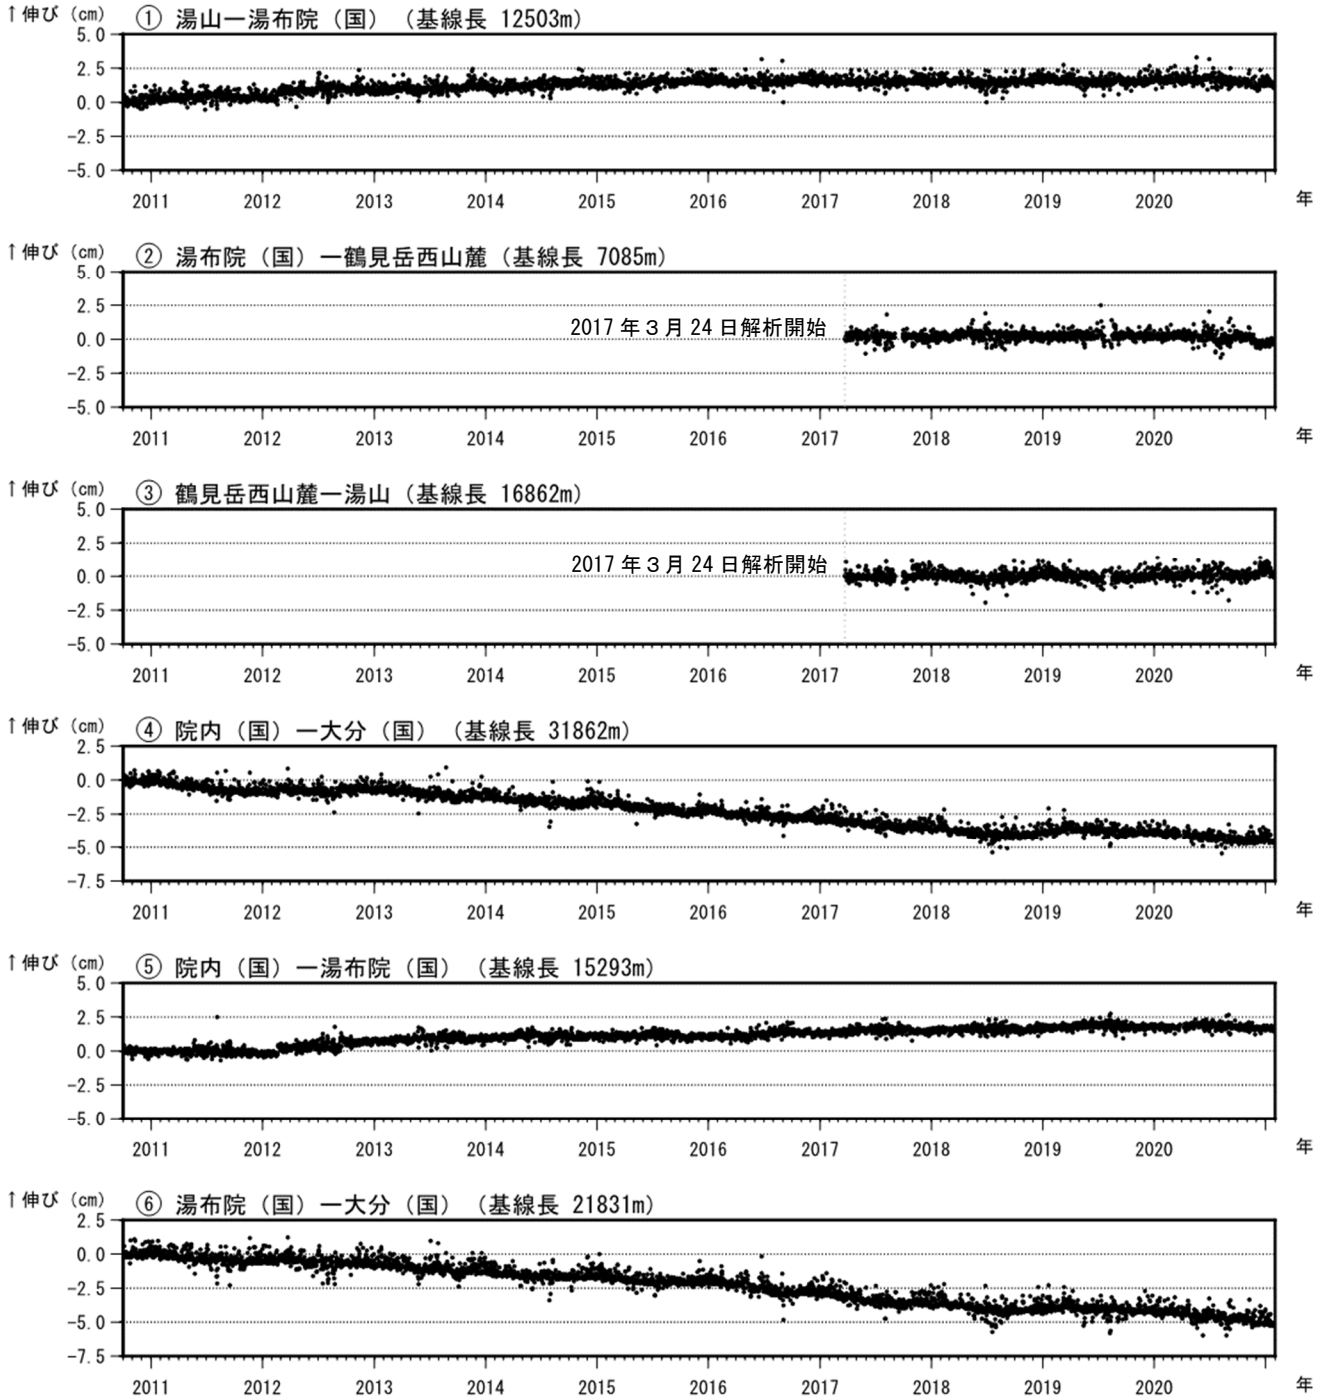 ↑伸び (cm) ① 湯山ー湯布院（国）（基線長 12503m）
5.0
2.5
0.0
-2.5
-5.0
2011 2012 2013 2014 2015 2016 2017 2018 2019 2020 年
↑伸び (cm) ② 湯布院（国）ー鶴見岳西山麓（基線長 7085m）
5.0
2.5
2017年３月24日解析開始
0.0
-2.5
-5.0
2011 2012 2013 2014 2015 2016 2017 2018 2019 2020 年
↑伸び (cm) ③ 鶴見岳西山麓ー湯山（基線長 16862m）
5.0
2.5
2017年３月24日解析開始
0.0
-2.5
-5.0
2011 2012 2013 2014 2015 2016 2017 2018 2019 2020 年
↑伸び (cm) ④ 院内（国）ー大分（国）（基線長 31862m）
2.5
0.0
-2.5
-5.0
-7.5
2011 2012 2013 2014 2015 2016 2017 2018 2019 2020 年
↑伸び (cm) ⑤ 院内（国）ー湯布院（国）（基線長 15293m）
5.0
2.5
0.0
-2.5
-5.0
2011 2012 2013 2014 2015 2016 2017 2018 2019 2020 年
↑伸び (cm) ⑥ 湯布院（国）ー大分（国）（基線長 21831m）
2.5
0.0
-2.5
-5.0
-7.5
2011 2012 2013 2014 2015 2016 2017 2018 2019 2020 年